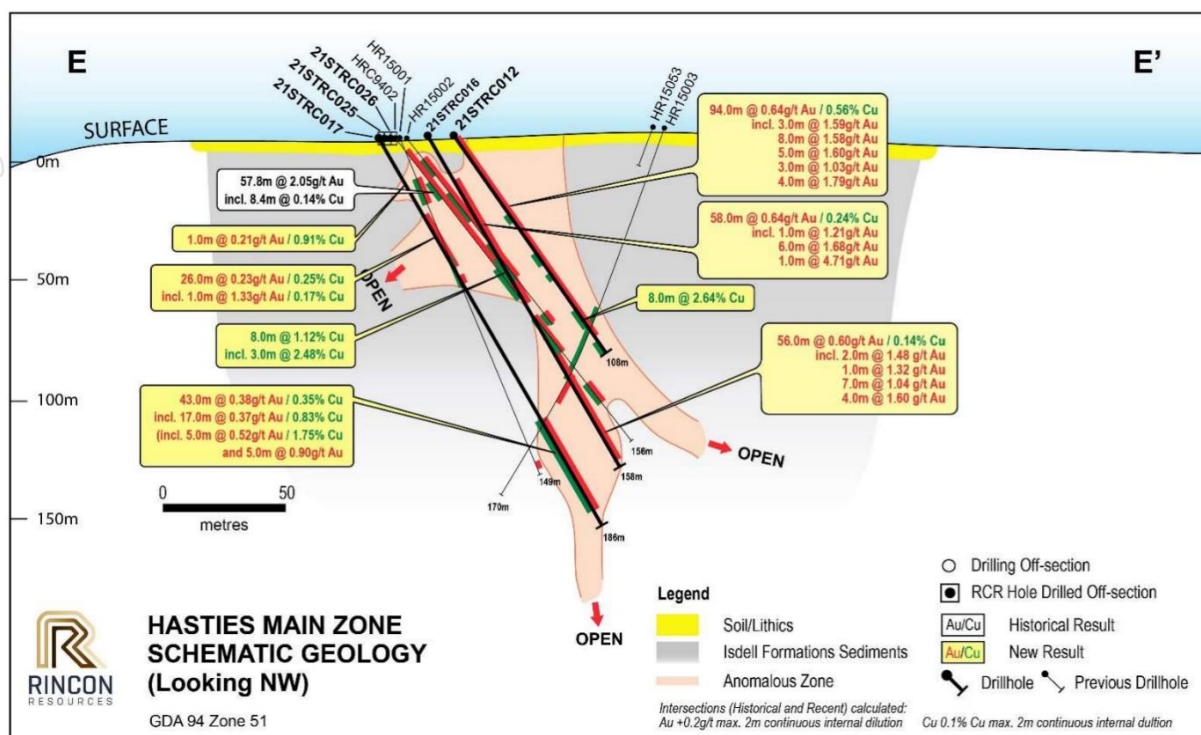 E
E’
SURFACE
0m
50m
100m
150m
21STRC017
21STRC025
21STRC026
HRC9402
HR15001
HR15002
21STRC016
21STRC012
HR15053
HR15003
57.8m @ 2.05g/t Au
incl. 8.4m @ 0.14% Cu
1.0m @ 0.21g/t Au / 0.91% Cu
26.0m @ 0.23g/t Au / 0.25% Cu
incl. 1.0m @ 1.33g/t Au / 0.17% Cu
8.0m @ 1.12% Cu
incl. 3.0m @ 2.48% Cu
43.0m @ 0.38g/t Au / 0.35% Cu
incl. 17.0m @ 0.37g/t Au / 0.83% Cu
(incl. 5.0m @ 0.52g/t Au / 1.75% Cu
and 5.0m @ 0.90g/t Au
94.0m @ 0.64g/t Au / 0.56% Cu
incl. 3.0m @ 1.59g/t Au
8.0m @ 1.58g/t Au
5.0m @ 1.60g/t Au
3.0m @ 1.03g/t Au
4.0m @ 1.79g/t Au
58.0m @ 0.64g/t Au / 0.24% Cu
incl. 1.0m @ 1.21g/t Au
6.0m @ 1.68g/t Au
1.0m @ 4.71g/t Au
8.0m @ 2.64% Cu
56.0m @ 0.60g/t Au / 0.14% Cu
incl. 2.0m @ 1.48 g/t Au
1.0m @ 1.32 g/t Au
7.0m @ 1.04 g/t Au
4.0m @ 1.60 g/t Au
OPEN
108m
156m
158m
149m
170m
186m
OPEN
OPEN
0 50
metres
RINCON
RESOURCES
HASTIES MAIN ZONE
SCHEMATIC GEOLOGY
(Looking NW)
GDA 94 Zone 51
Legend
Soil/Lithics
Isdell Formations Sediments
Anomalous Zone
Drilling Off-section
RCR Hole Drilled Off-section
Au/Cu Historical Result
Au/Cu New Result
Drillhole Previous Drillhole
Intersections (Historical and Recent) calculated:
Au +0.2g/t max. 2m continuous internal dilution Cu 0.1% Cu max. 2m continuous internal dultion